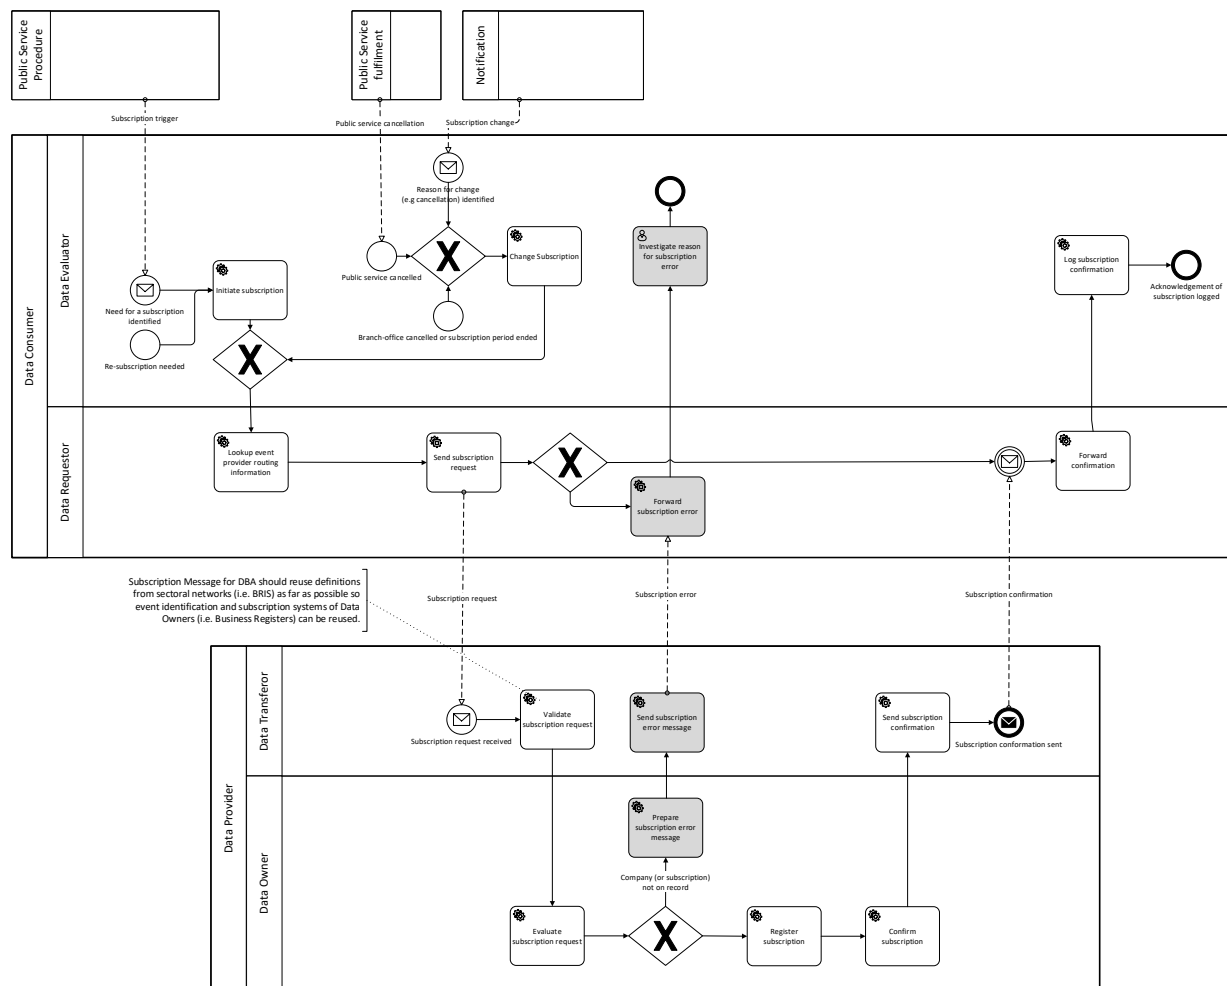 Public Service
Procedure
Public Service
fulfilment
Notification
Subscription trigger
Public service cancellation
Subscription change
Data Consumer
Data Evaluator
Reason for change
(e.g cancellation) identified
Need for a subscription
identified
Re-subscription needed
Initiate subscription
Public service cancelled
Change Subscription
Branch-office cancelled or subscription period ended
Investigate reason
for subscription
error
Log subscription
confirmation
Acknowledgement of
subscription logged
Data Requestor
Lookup event
provider routing
information
Send subscription
request
Forward
subscription error
Forward
confirmation
Subscription Message for DBA should reuse definitions
from sectoral networks (i.e. BRIS) as far as possible so
event identification and subscription systems of Data
Owners (i.e. Business Registers) can be reused.
Subscription request
Subscription error
Subscription confirmation
Data Provider
Data Transferor
Subscription request received
Validate
subscription request
Send subscription
error message
Send subscription
confirmation
Subscription conformation sent
Data Owner
Prepare
subscription error
message
Company (or subscription)
not on record
Evaluate
subscription request
Register
subscription
Confirm
subscription